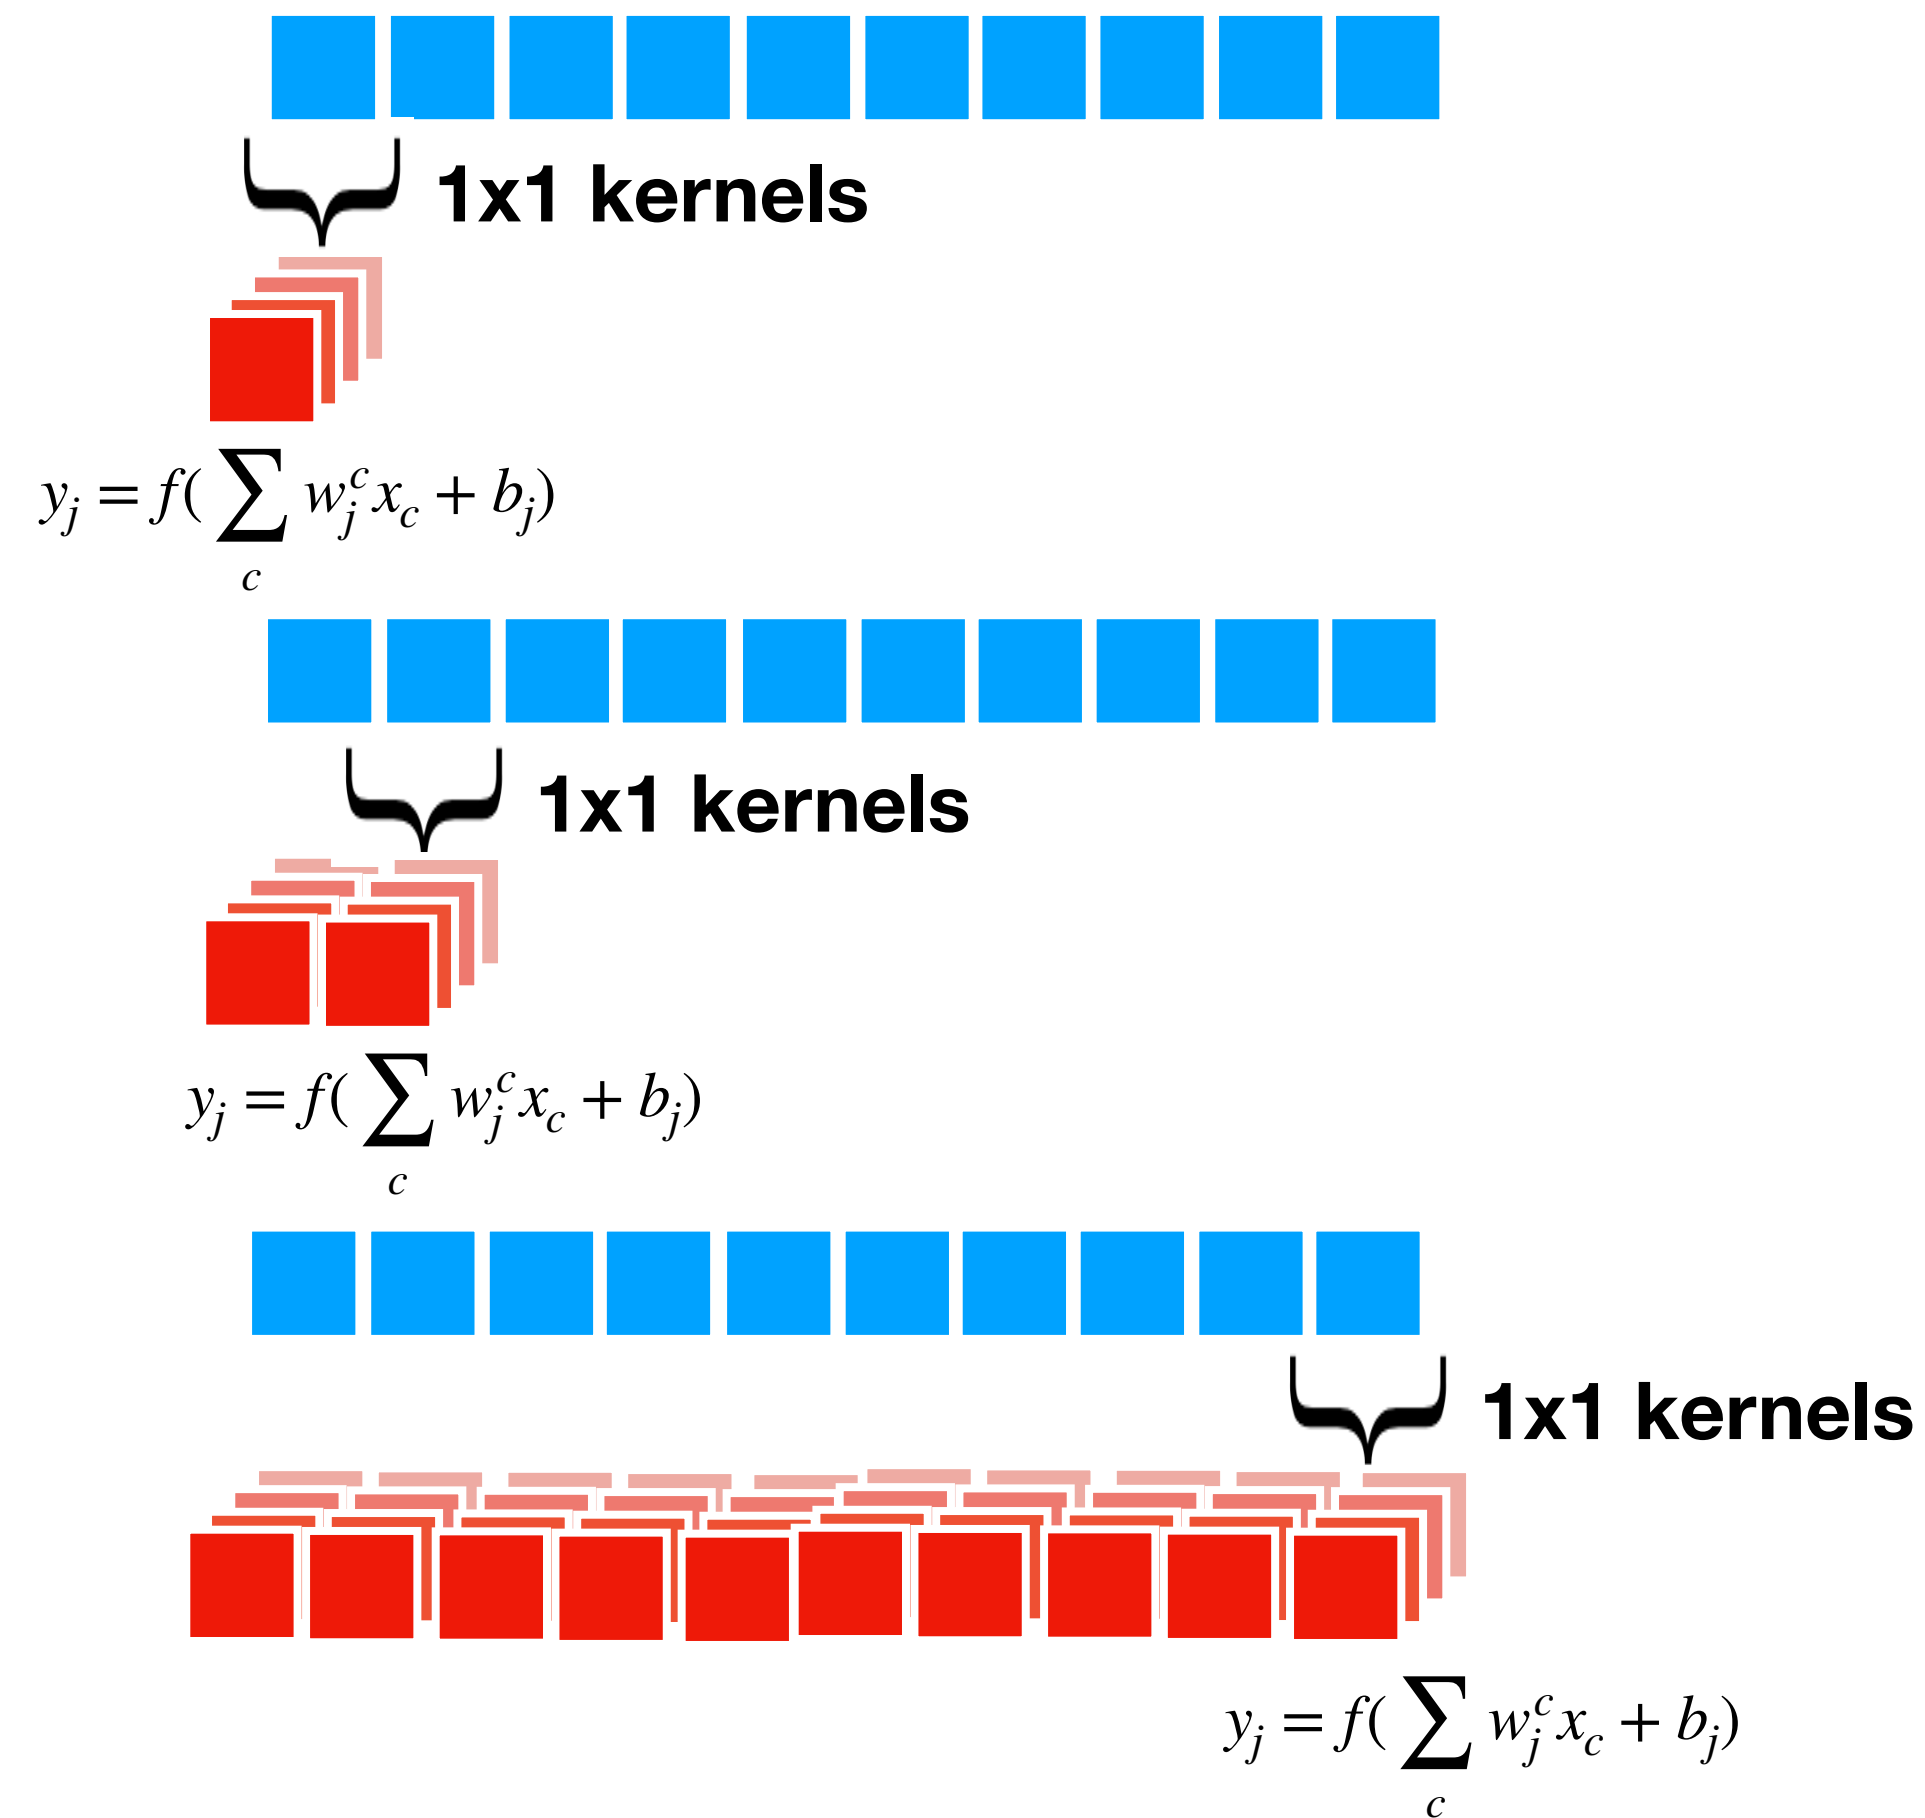 1x1 kernels
y_j = f(∑_c w_j^c x_c + b_j)
1x1 kernels
y_j = f(∑_c w_j^c x_c + b_j)
1x1 kernels
y_j = f(∑_c w_j^c x_c + b_j)